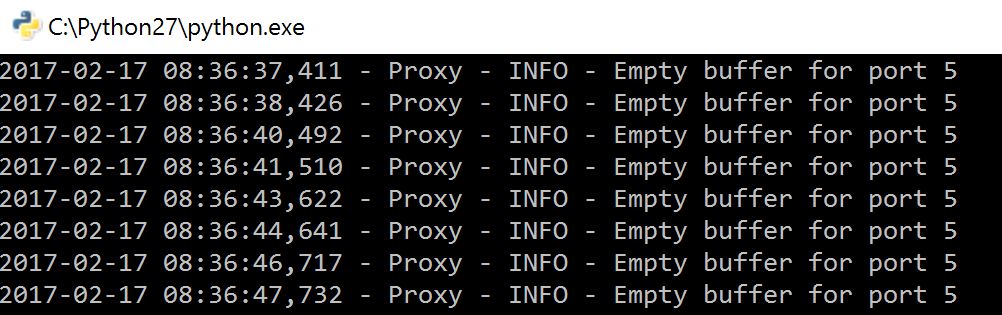 C:\Python27\python.exe
2017-02-17 08:36:37,411 - Proxy - INFO - Empty buffer for port 5
2017-02-17 08:36:38,426 - Proxy - INFO - Empty buffer for port 5
2017-02-17 08:36:40,492 - Proxy - INFO - Empty buffer for port 5
2017-02-17 08:36:41,510 - Proxy - INFO - Empty buffer for port 5
2017-02-17 08:36:43,622 - Proxy - INFO - Empty buffer for port 5
2017-02-17 08:36:44,641 - Proxy - INFO - Empty buffer for port 5
2017-02-17 08:36:46,717 - Proxy - INFO - Empty buffer for port 5
2017-02-17 08:36:47,732 - Proxy - INFO - Empty buffer for port 5